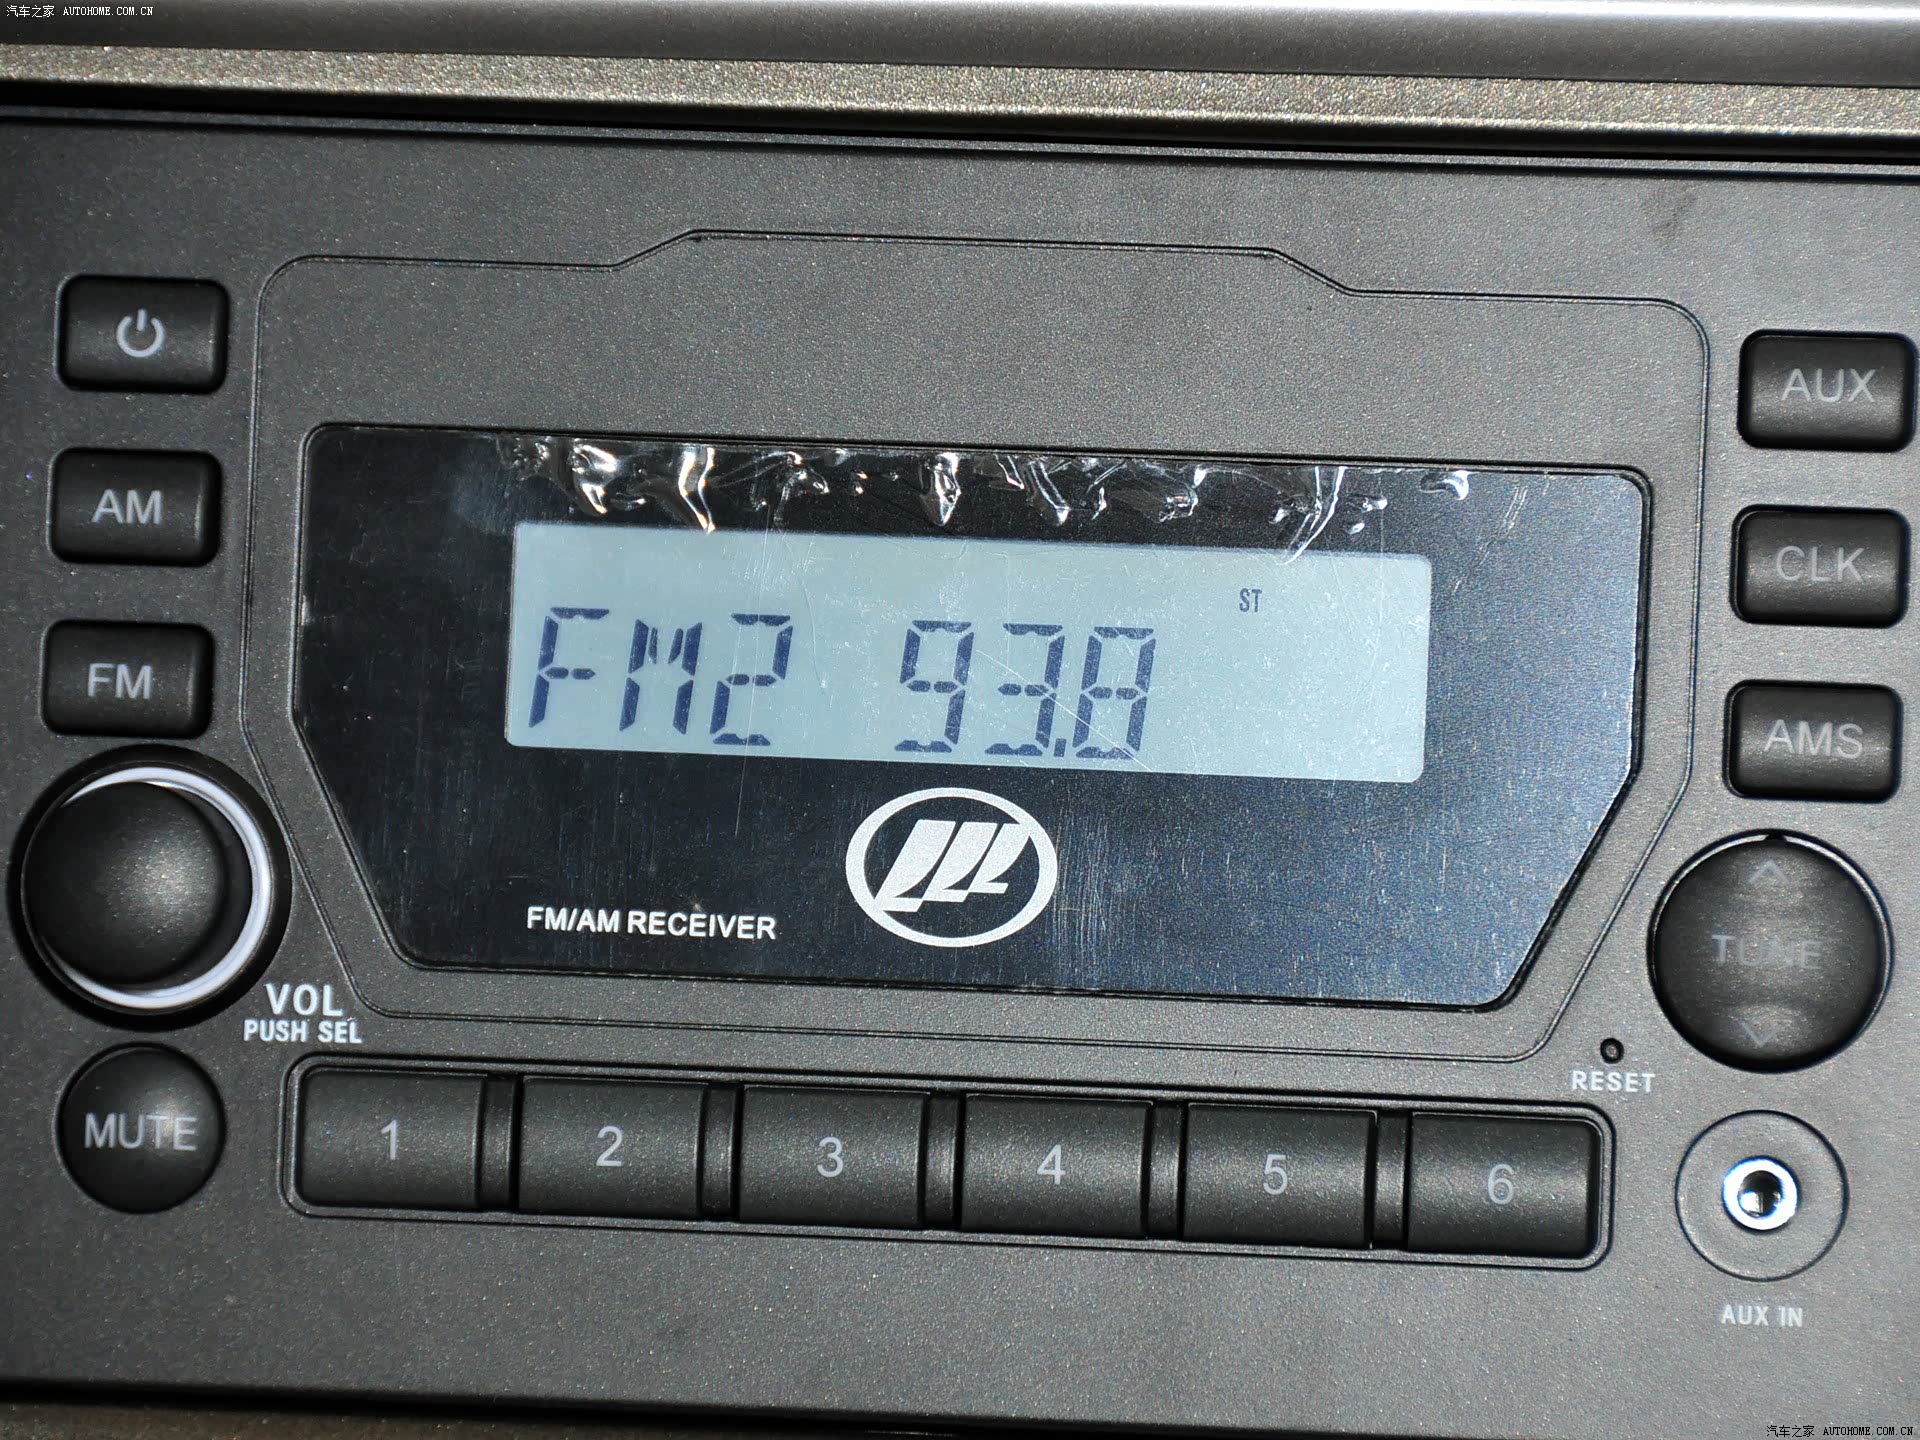 汽车之家 AUTOHOME.COM.CN
AUX
AM
CLK
ST
FM2 93.8
FM
AMS
FM/AM RECEIVER
TUNE
VOL
PUSH SEL
RESET
MUTE
1 2 3 4 5 6
AUX IN
汽车之家 AUTOHOME.COM.CN